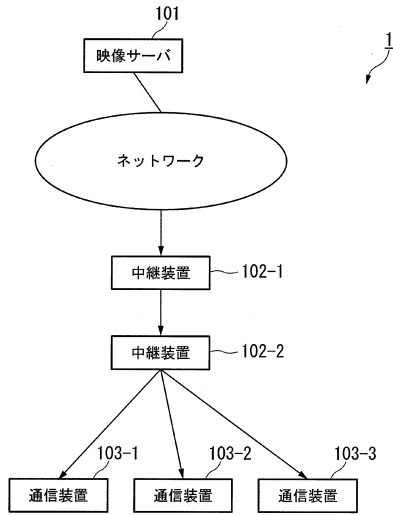 101
映像サーバ
1
ネットワーク
中継装置
102-1
中継装置
102-2
103-1
103-2
103-3
通信装置
通信装置
通信装置